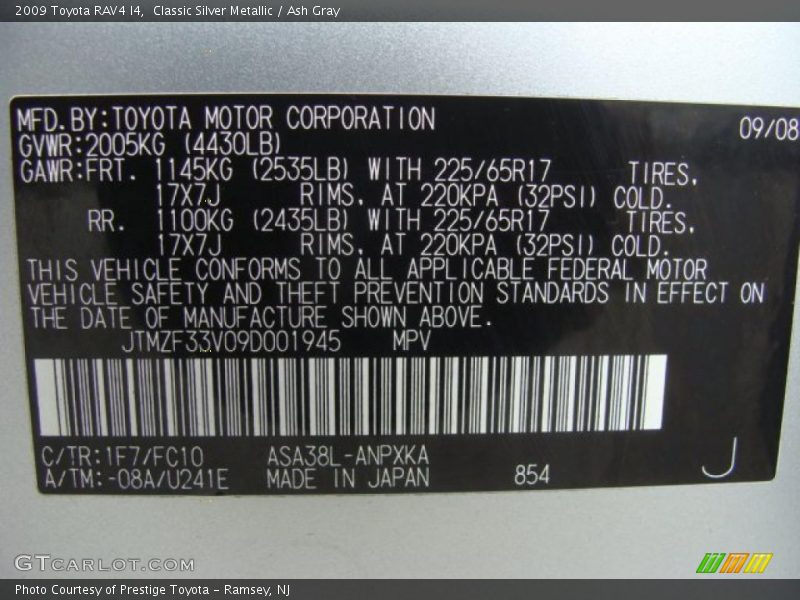 2009 Toyota RAV4 I4,  Classic Silver Metallic / Ash Gray
MFD.BY:TOYOTA MOTOR CORPORATION 09/08
GVWR:2005KG (4430LB)
GAWR:FRT. 1145KG (2535LB) WITH 225/65R17 TIRES,
17X7J RIMS, AT 220KPA (32PSI) COLD.
RR. 1100KG (2435LB) WITH 225/65R17 TIRES,
17X7J RIMS, AT 220KPA (32PSI) COLD.
THIS VEHICLE CONFORMS TO ALL APPLICABLE FEDERAL MOTOR
VEHICLE SAFETY AND THEFT PREVENTION STANDARDS IN EFFECT ON
THE DATE OF MANUFACTURE SHOWN ABOVE.
JTMZF33V09D001945 MPV
C/TR:1F7/FC10 ASA38L-ANPXKA
A/TM:-08A/U241E MADE IN JAPAN 854 J
GTCARLOT.COM
Photo Courtesy of Prestige Toyota - Ramsey, NJ